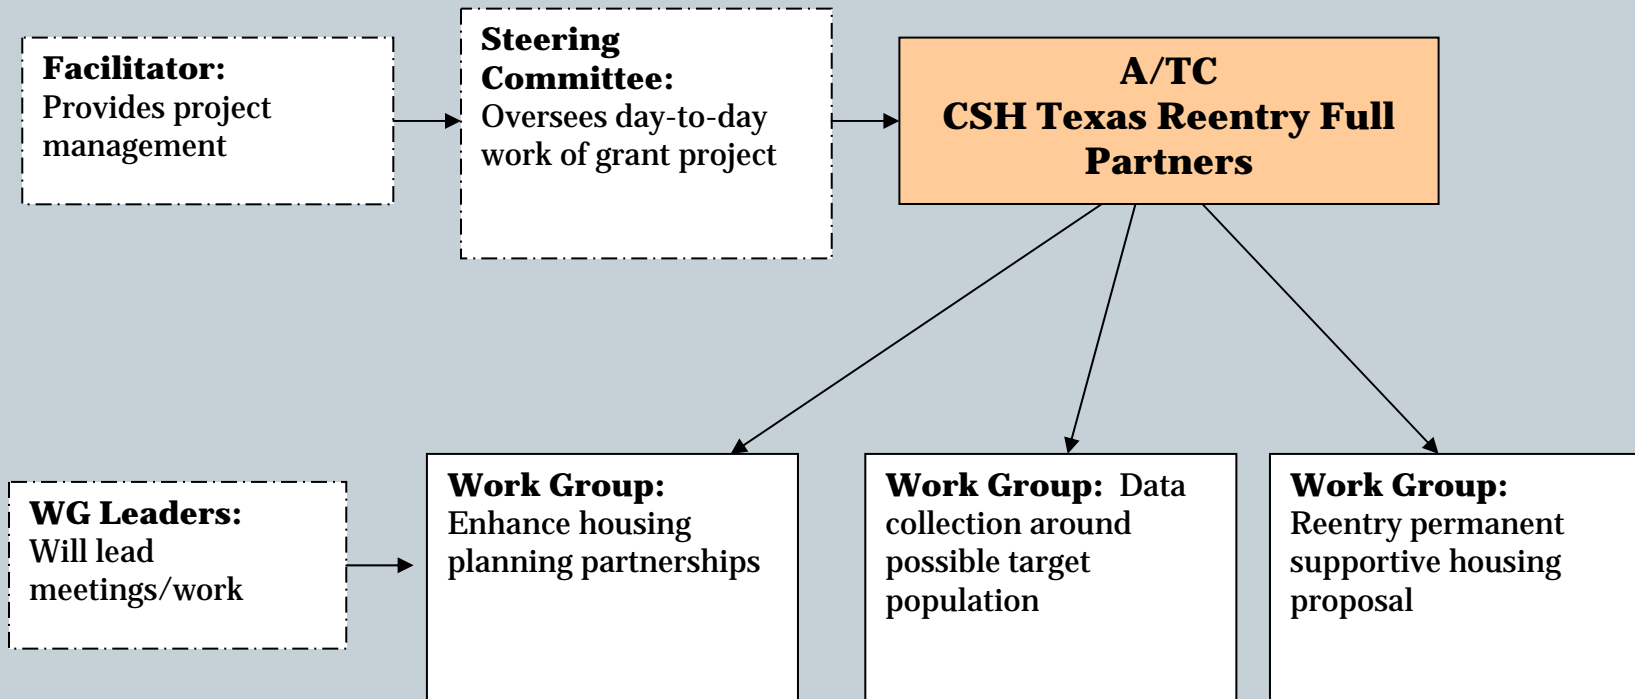 Facilitator:
Provides project
management
Steering
Committee:
Oversees day-to-day
work of grant project
A/TC
CSH Texas Reentry Full
Partners
WG Leaders:
Will lead
meetings/work
Work Group:
Enhance housing
planning partnerships
Work Group: Data
collection around
possible target
population
Work Group:
Reentry permanent
supportive housing
proposal